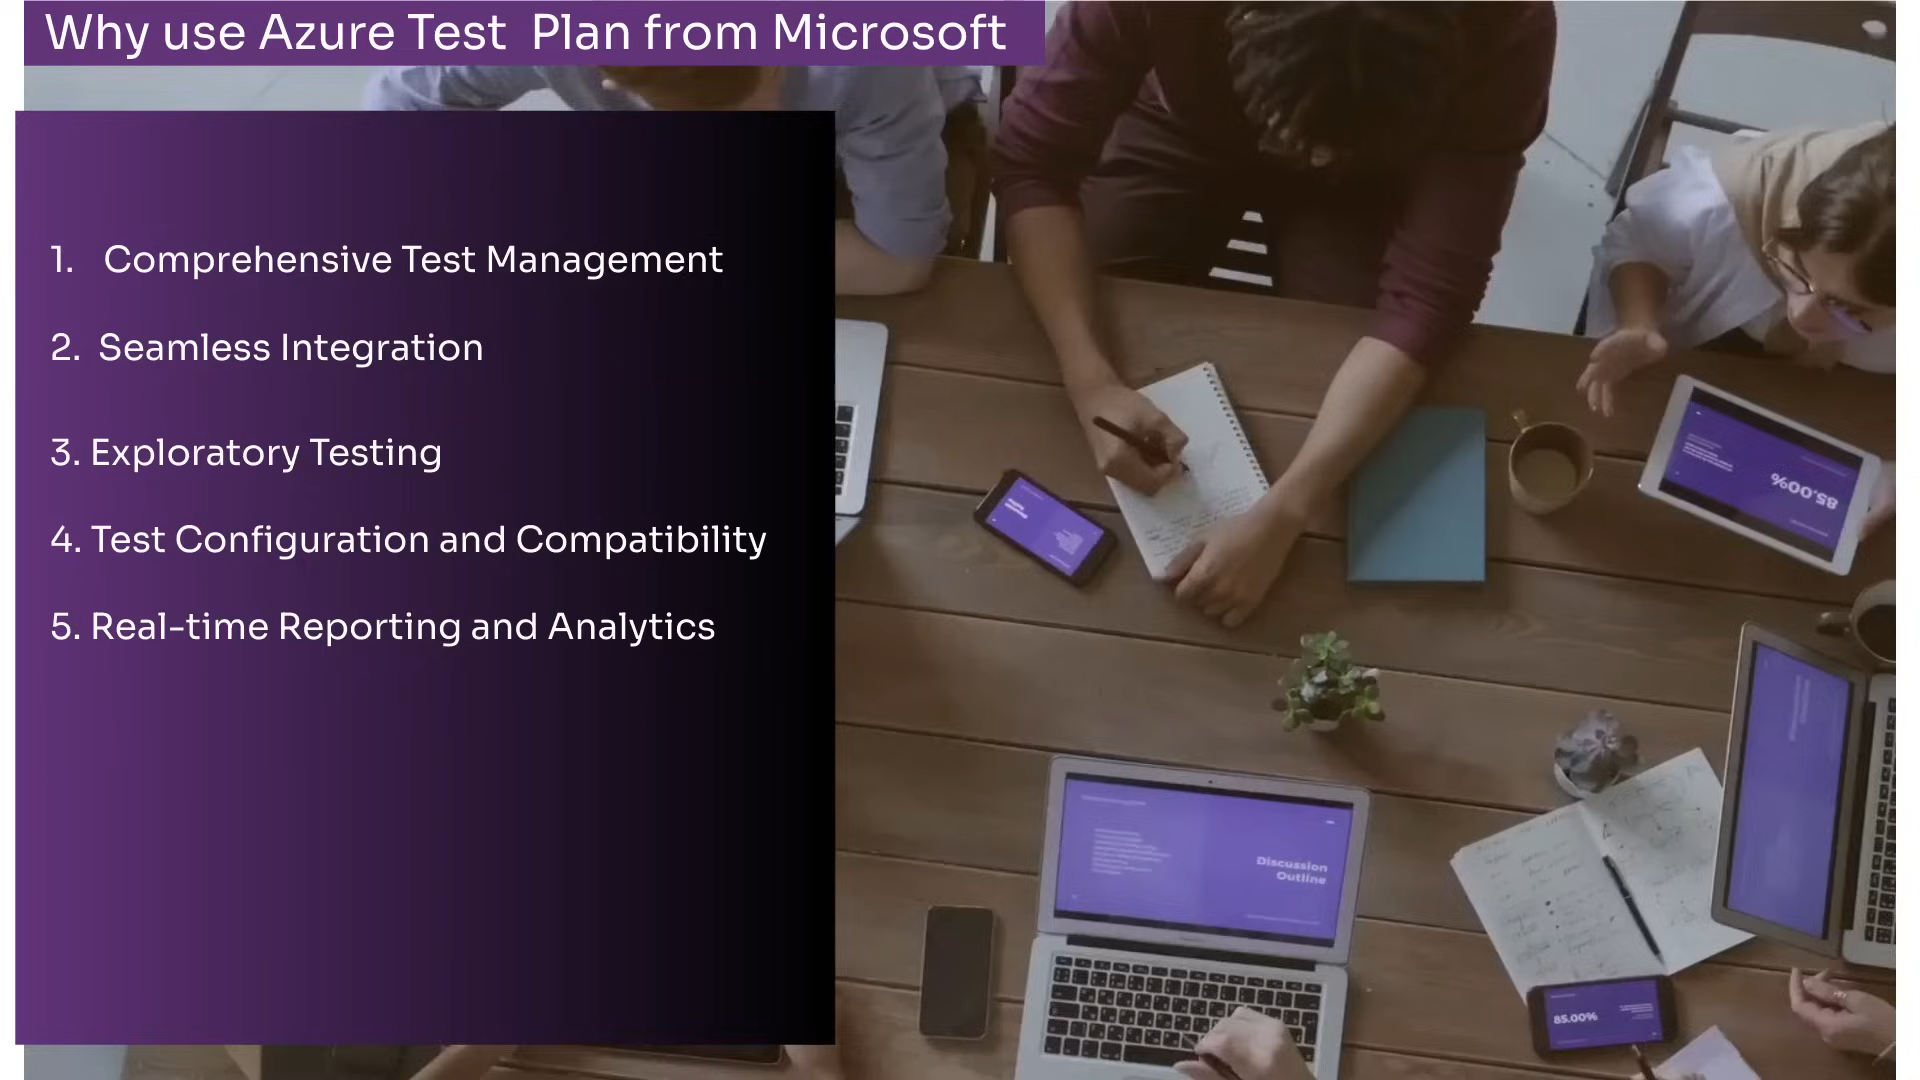 Why use Azure Test  Plan from Microsoft
1. Comprehensive Test Management
2. Seamless Integration
3. Exploratory Testing
4. Test Configuration and Compatibility
5. Real-time Reporting and Analytics
85.00%
Discussion
Outline
85.00%